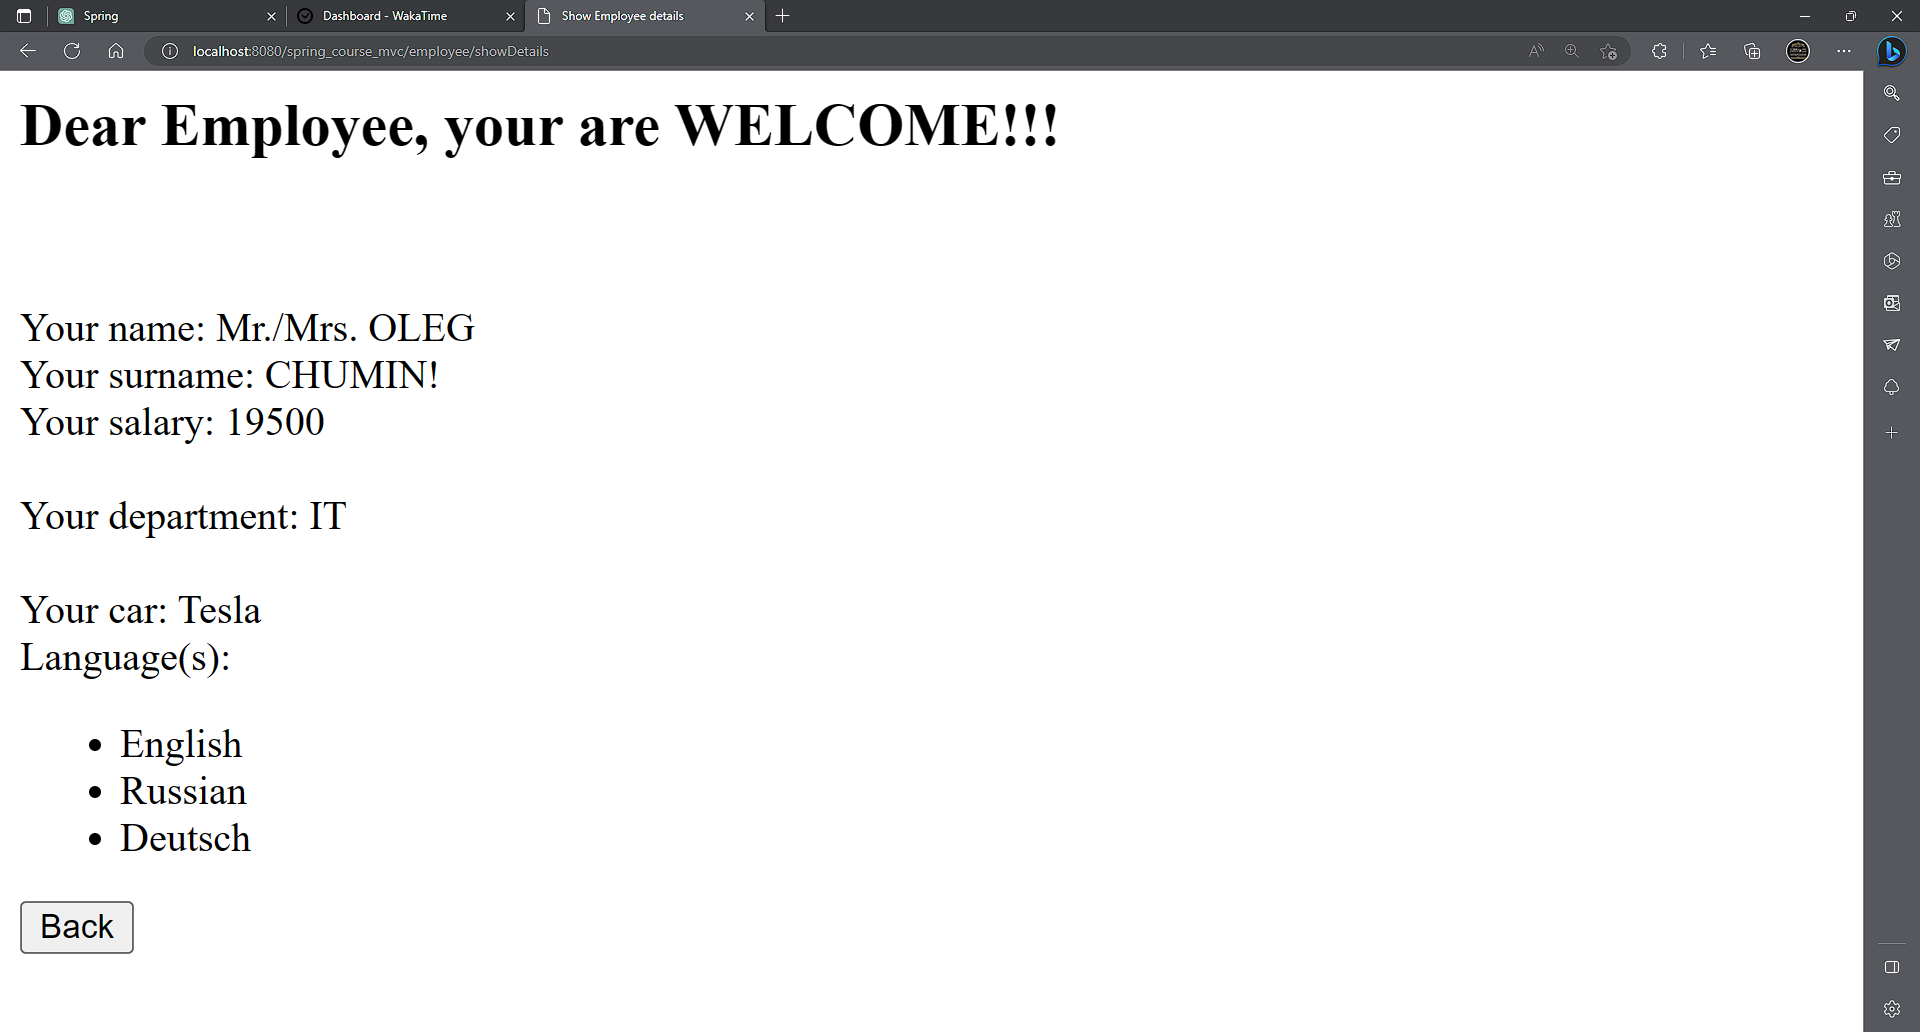 Spring
Dashboard - WakaTime
Show Employee details
localhost:8080/spring_course_mvc/employee/showDetails
Dear Employee, your are WELCOME!!!
Your name: Mr./Mrs. OLEG
Your surname: CHUMIN!
Your salary: 19500
Your department: IT
Your car: Tesla
Language(s):
English
Russian
Deutsch
Back